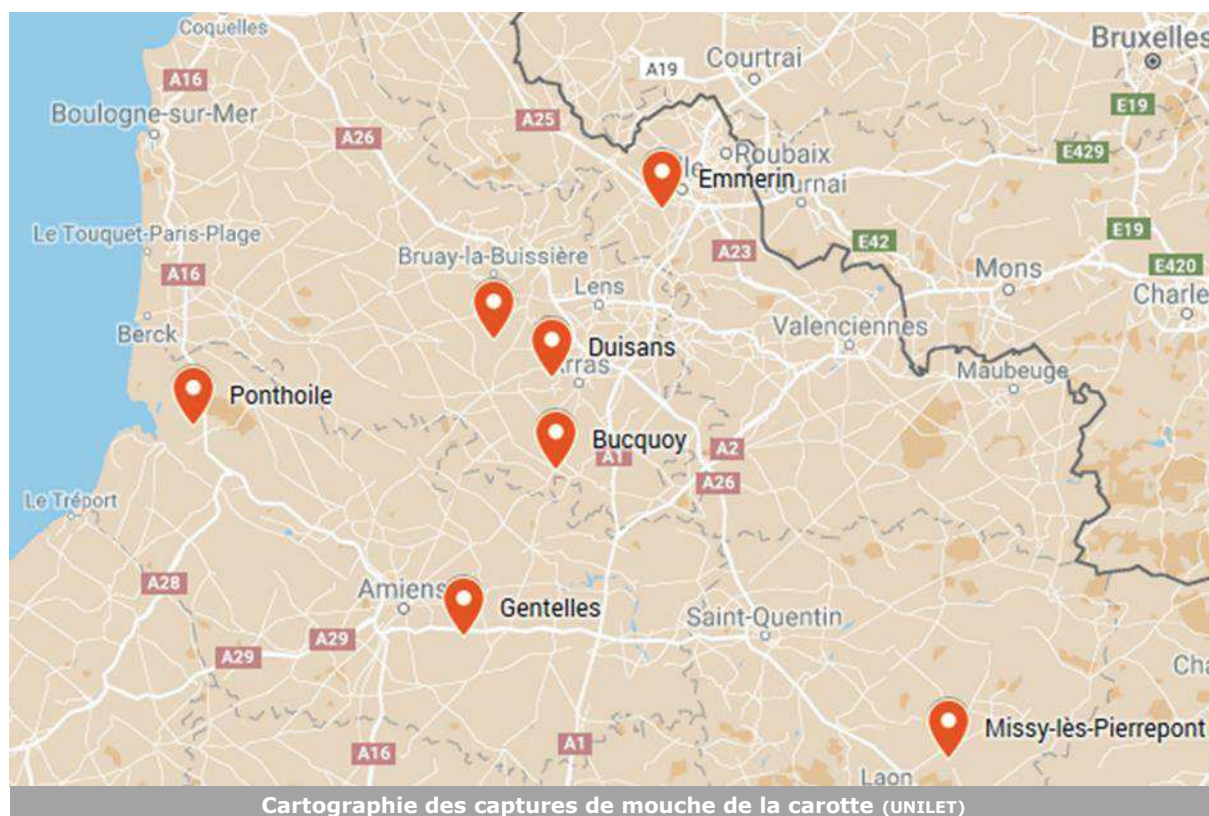 Coquelles
Bruxelles
A16
A19
Courtrai
Boulogne-sur-Mer
A26
A25
E19
Roubaix
E429
Emmerin
Le Touquet-Paris-Plage
A16
Bruay-la-Buissière
A23
E42
E19
E420
Mons
Lens
Berck
Duisans
Valenciennes
Maubeuge
Ponthoile
Bucquoy
A1
A2
A26
Le Tréport
A28
Amiens
Gentelles
Saint-Quentin
A29
A29
A16
A1
Missy-lès-Pierrepont
Laon
Cartographie des captures de mouche de la carotte (UNILET)